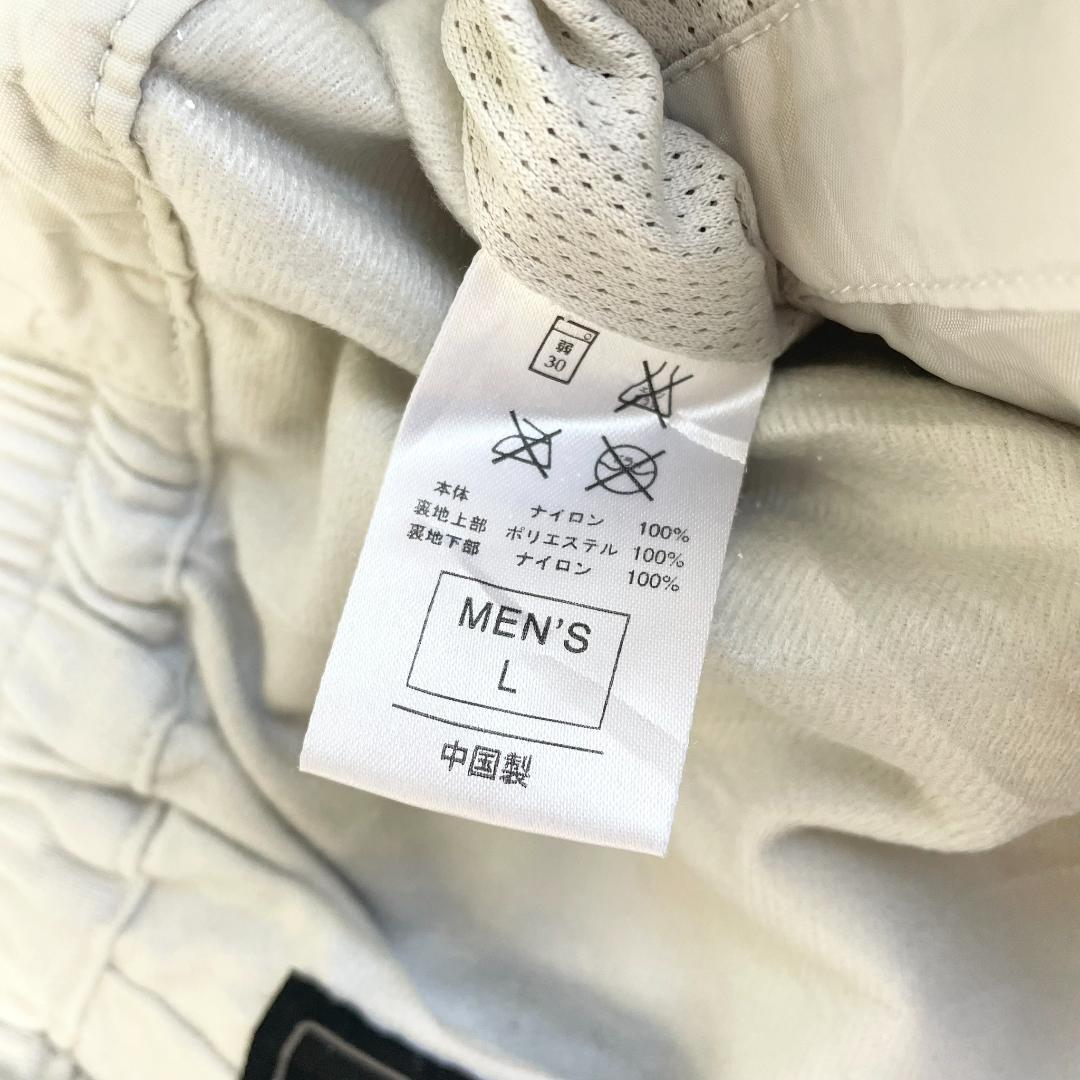 弱
30
本体 ナイロン 100%
裏地上部 ポリエステル 100%
裏地下部 ナイロン 100%
MEN'S
L
中国製